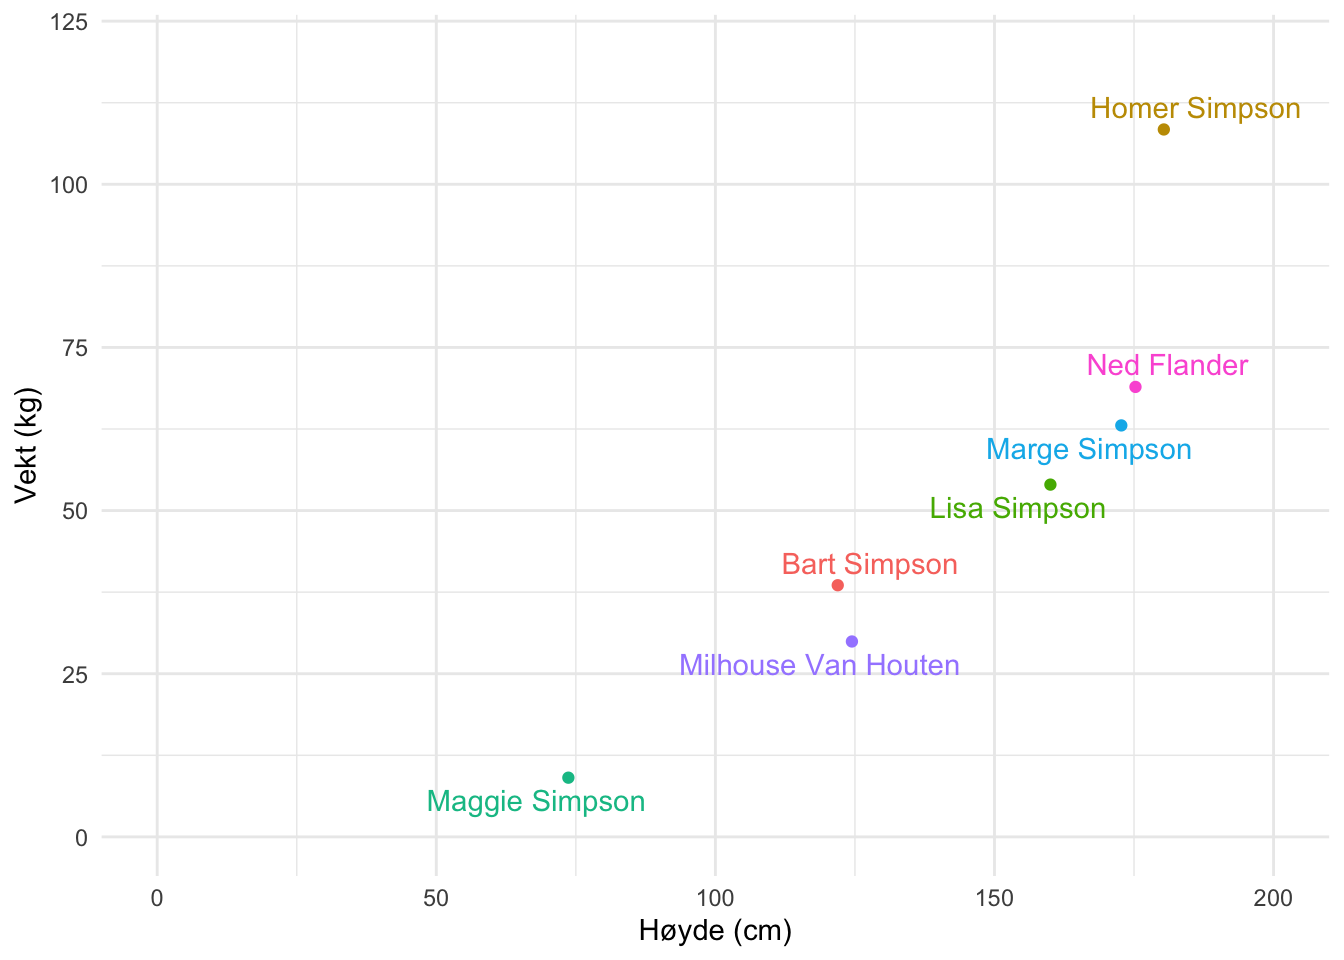 125
Homer Simpson
100
75
Ned Flander
Marge Simpson
Vekt (kg)
50
Lisa Simpson
Bart Simpson
Milhouse Van Houten
25
Maggie Simpson
0
0 50 100 150 200
Høyde (cm)